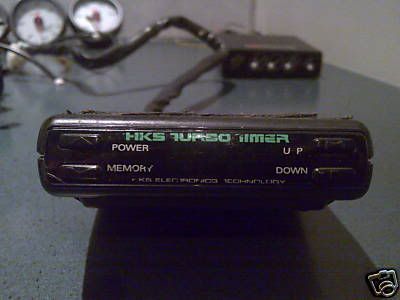 HKS TURBO TIMER
POWER UP
MEMORY DOWN
HKS ELECTRONICS TECHNOLOGY